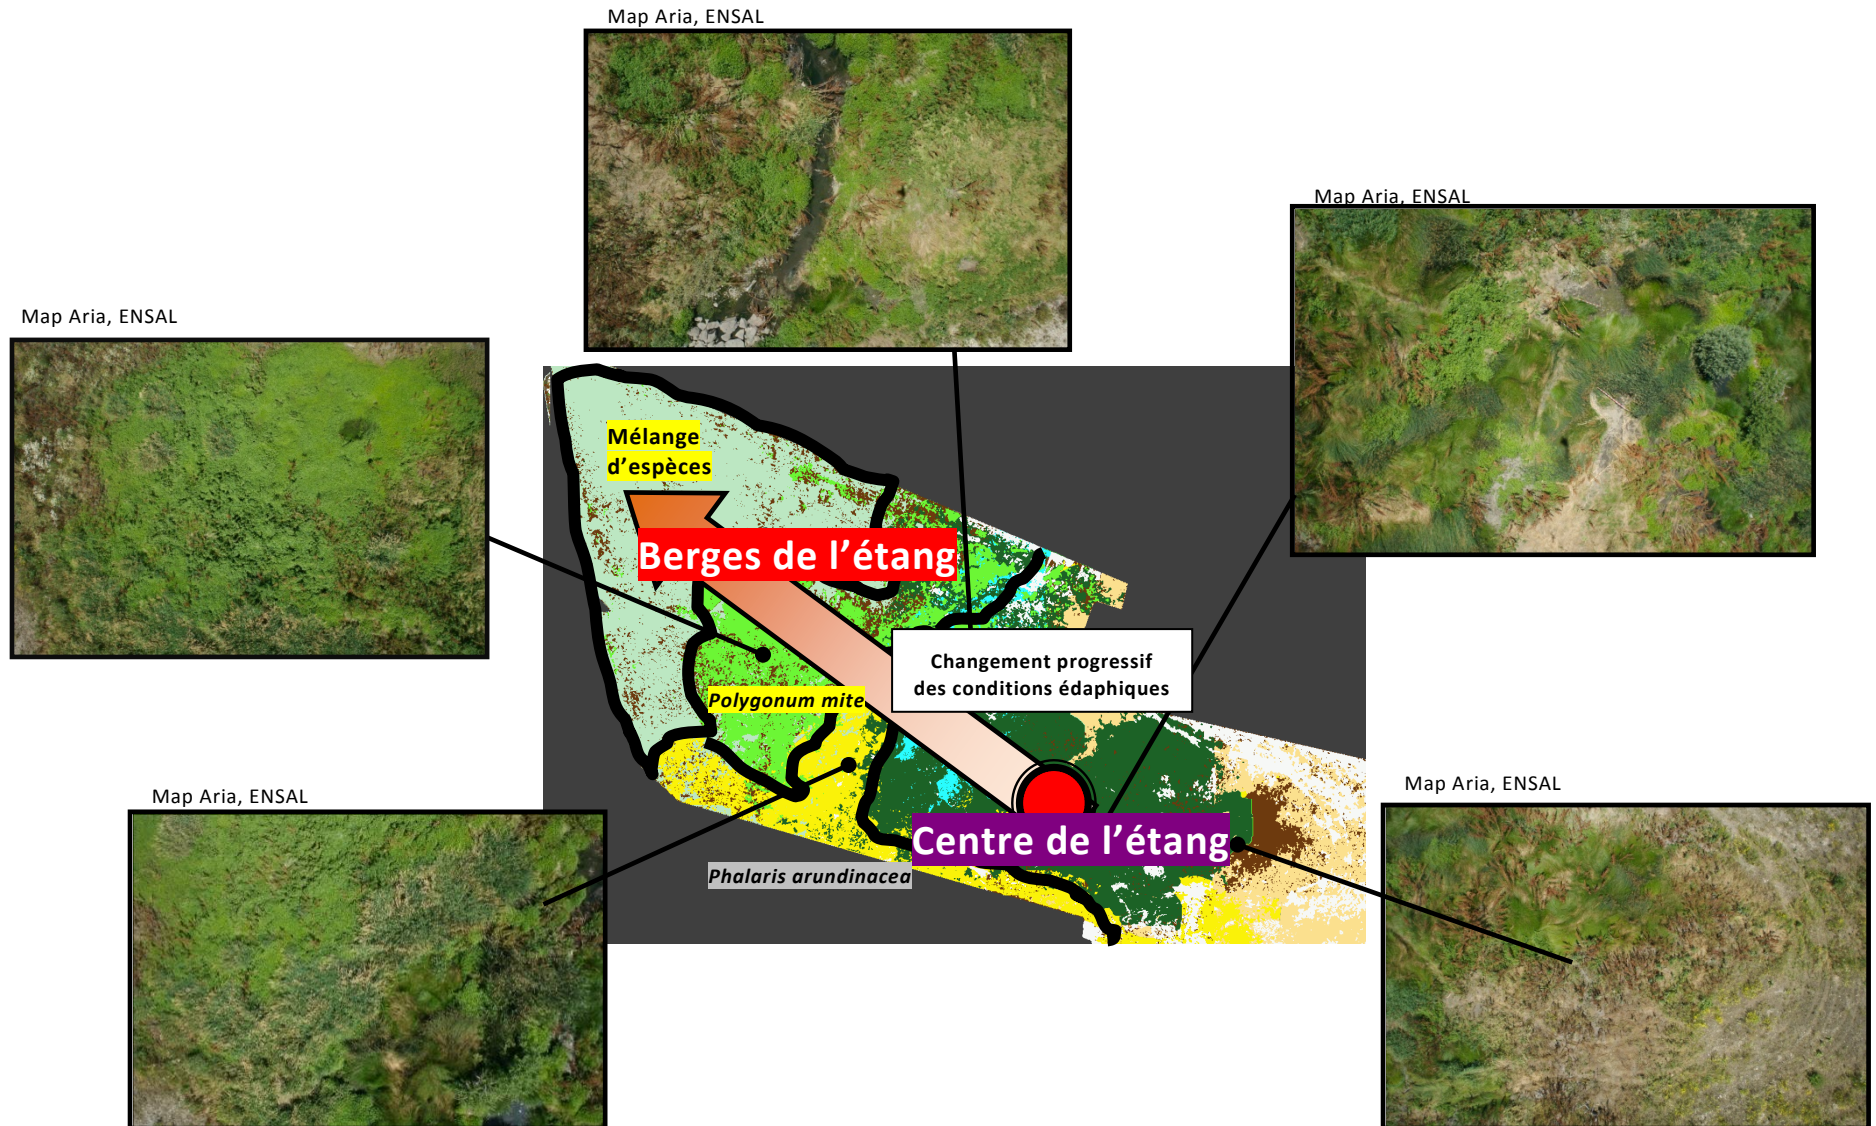 Map Aria, ENSAL
Map Aria, ENSAL
Map Aria, ENSAL
Mélange
d’espèces
Berges de l’étang
Changement progressif
des conditions édaphiques
Polygonum mite
Map Aria, ENSAL
Map Aria, ENSAL
Centre de l’étang
Phalaris arundinacea